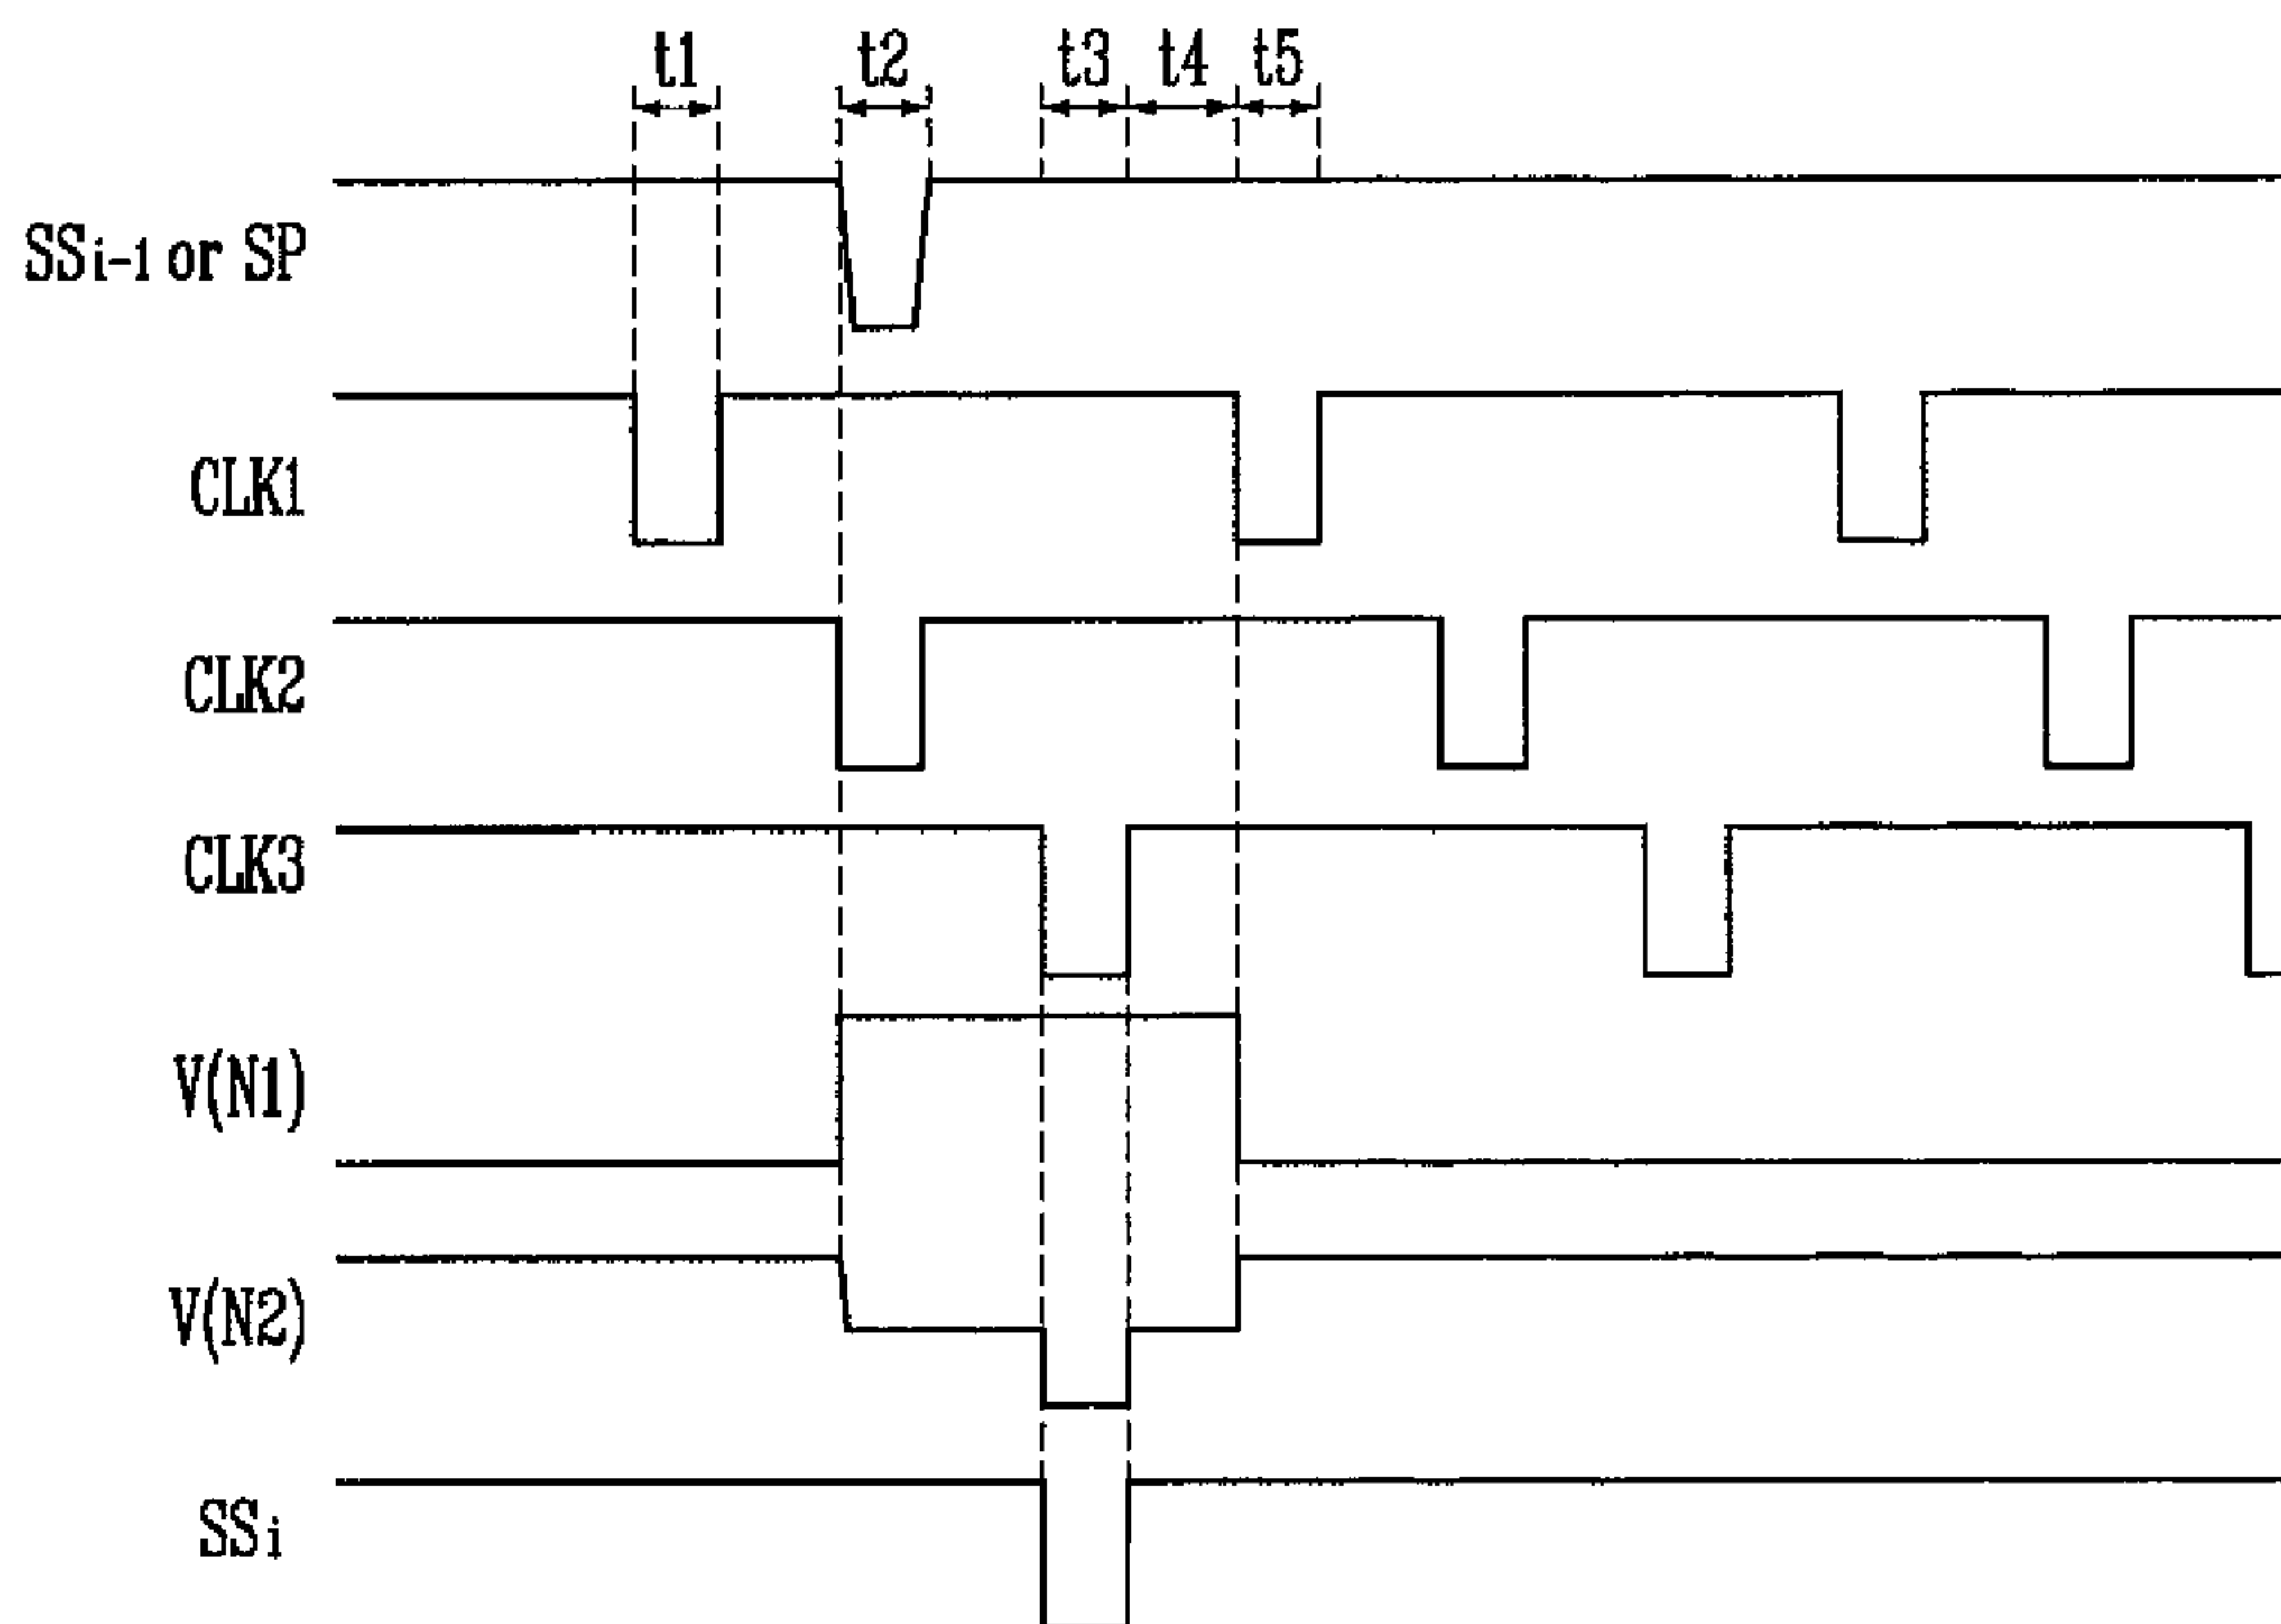 t1 t2 t3 t4 t5
SSi-1 or SP
CLK1
CLK2
CLK3
V(N1)
V(N2)
SSi